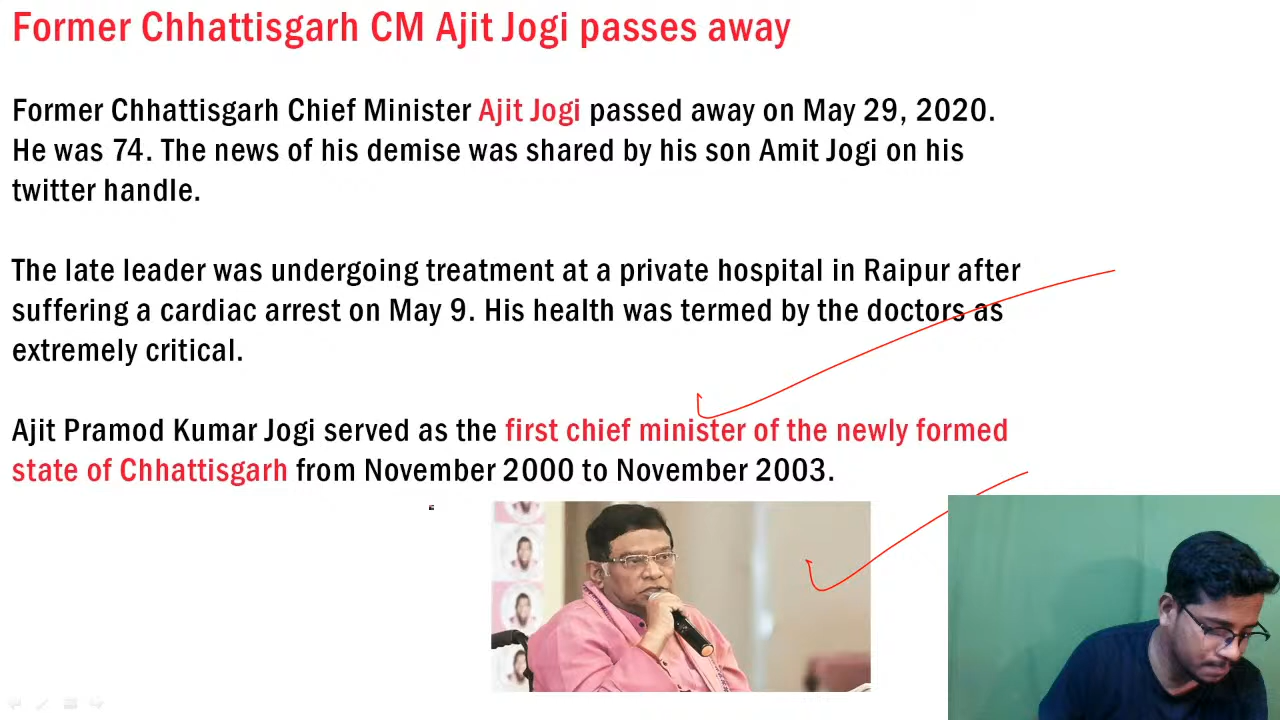 Former Chhattisgarh CM Ajit Jogi passes away
Former Chhattisgarh Chief Minister Ajit Jogi passed away on May 29, 2020.
He was 74. The news of his demise was shared by his son Amit Jogi on his
twitter handle.
The late leader was undergoing treatment at a private hospital in Raipur after
suffering a cardiac arrest on May 9. His health was termed by the doctors as
extremely critical.
Ajit Pramod Kumar Jogi served as the first chief minister of the newly formed
state of Chhattisgarh from November 2000 to November 2003.